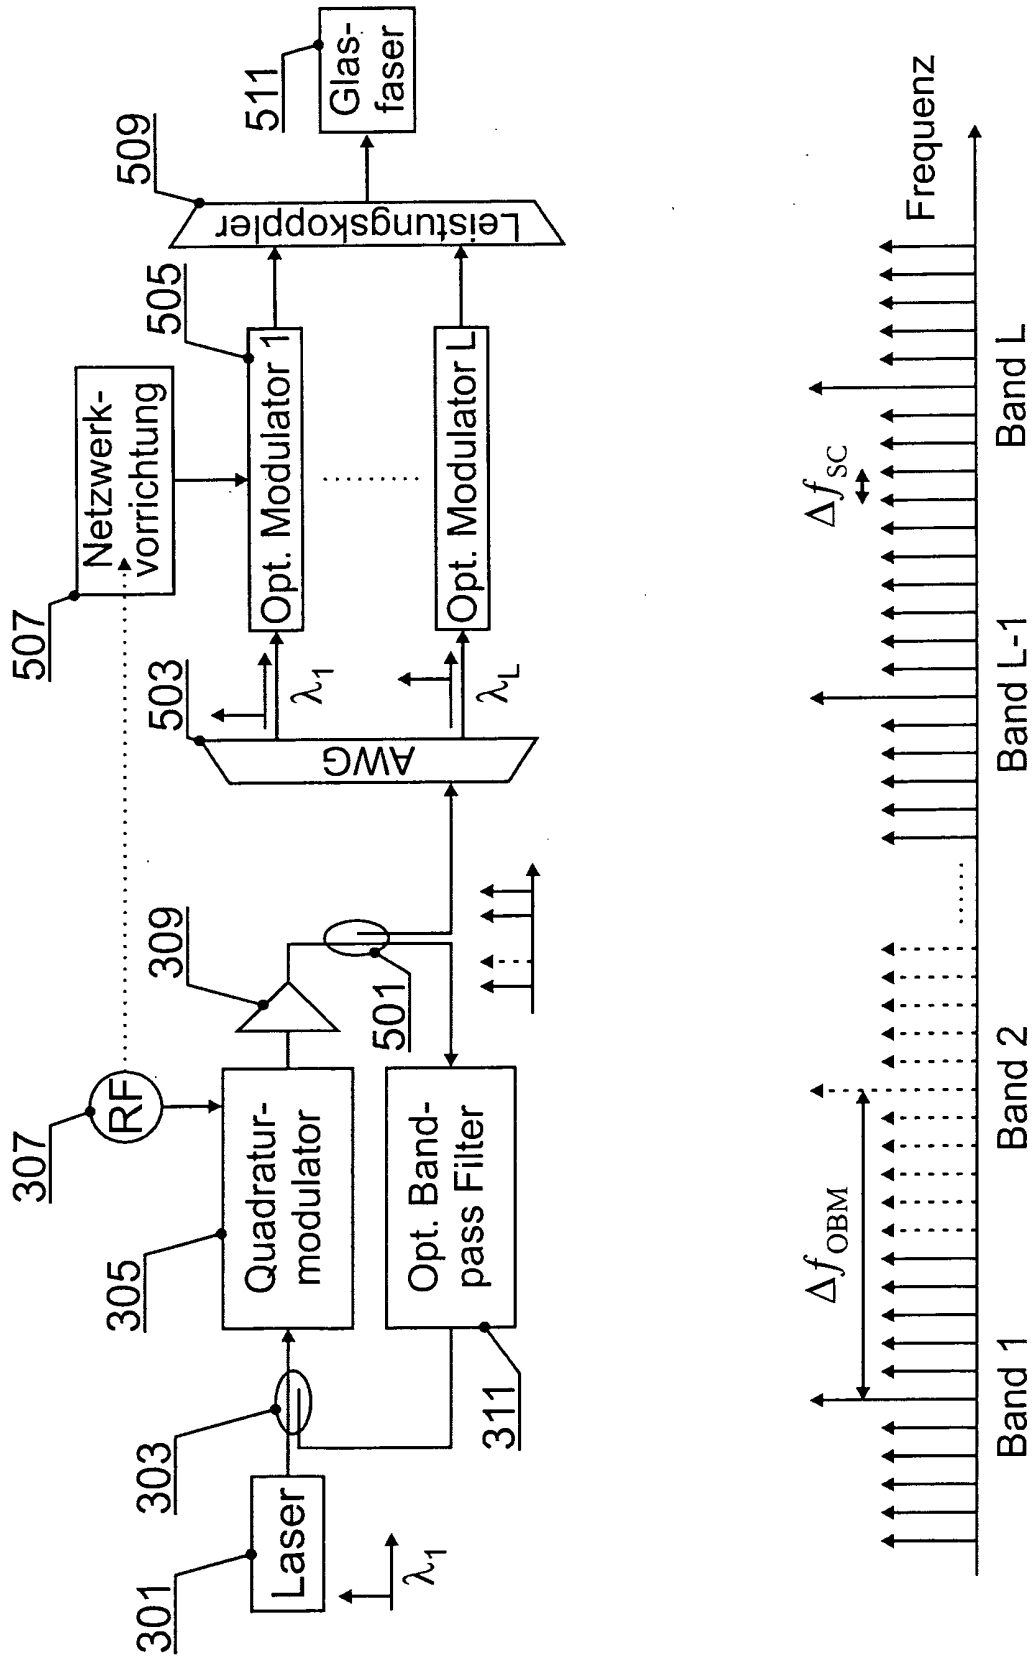 301
Laser
λ1
303
305
Quadratur-
modulator
307
RF
309
311
Opt. Band-
pass Filter
501
503
AWG
λ1
λL
507
Netzwerk-
vorrichtung
505
Opt. Modulator 1
Opt. Modulator L
509
Leistungskoppler
511
Glas-
faser
ΔfOBM
ΔfSC
Frequenz
Band 1
Band 2
Band L-1
Band L